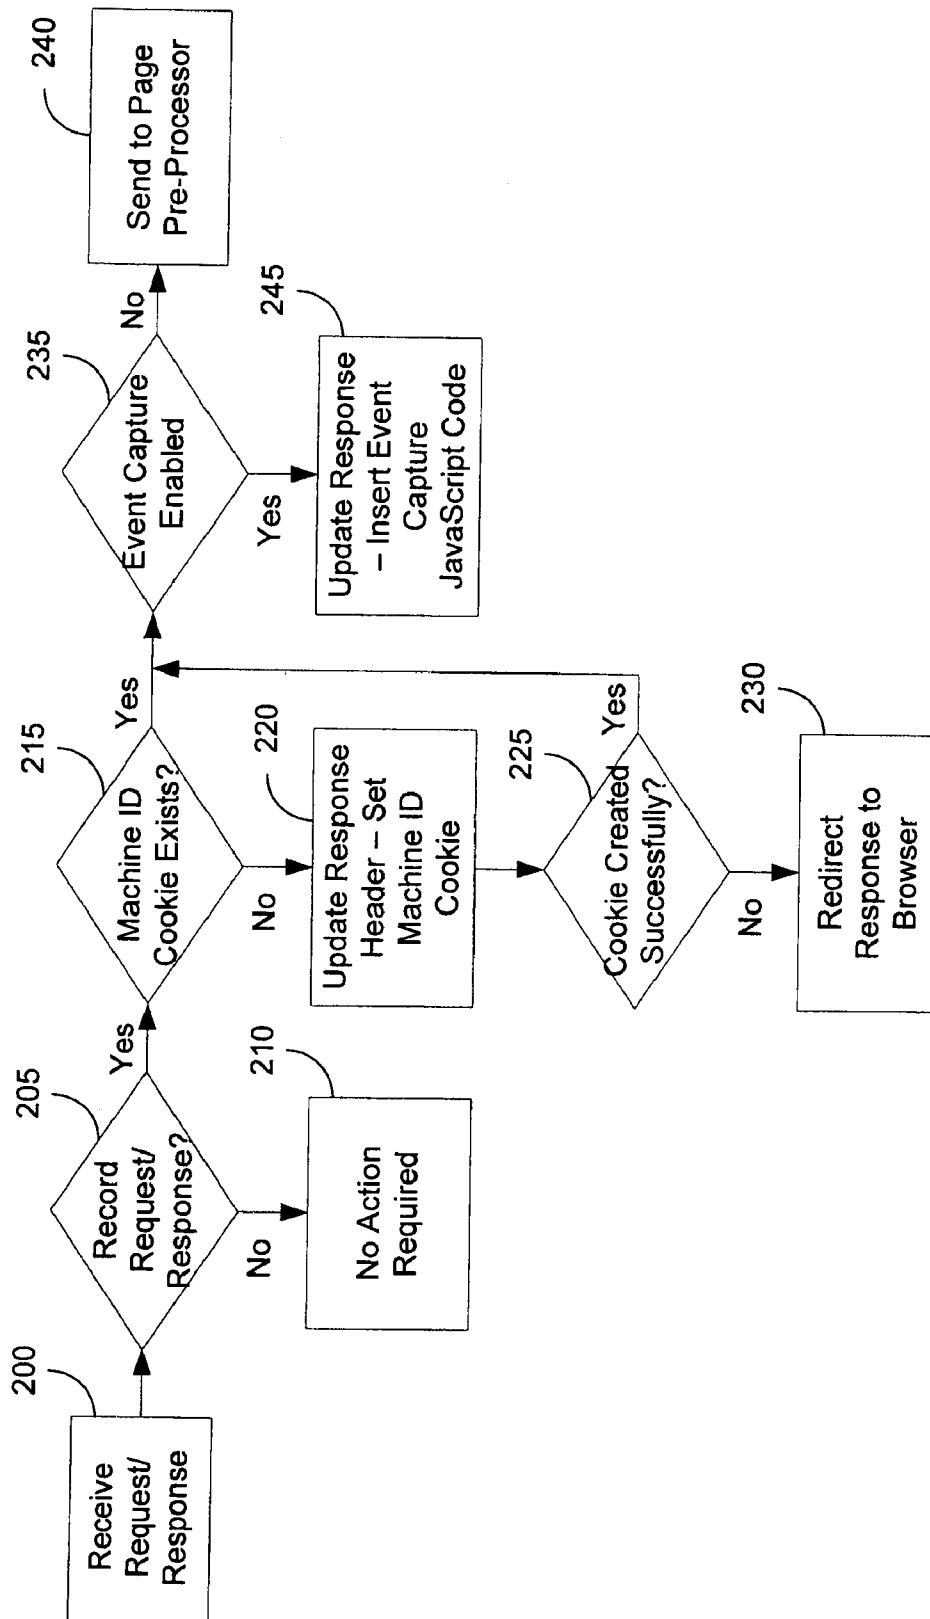 200
Receive
Request/
Response
205
Record
Request/
Response?
Yes
No
210
No Action
Required
215
Machine ID
Cookie Exists?
Yes
No
220
Update Response
Header – Set
Machine ID
Cookie
225
Cookie Created
Successfully?
Yes
No
230
Redirect
Response to
Browser
235
Event Capture
Enabled
No
Yes
240
Send to Page
Pre-Processor
245
Update Response
– Insert Event
Capture
JavaScript Code